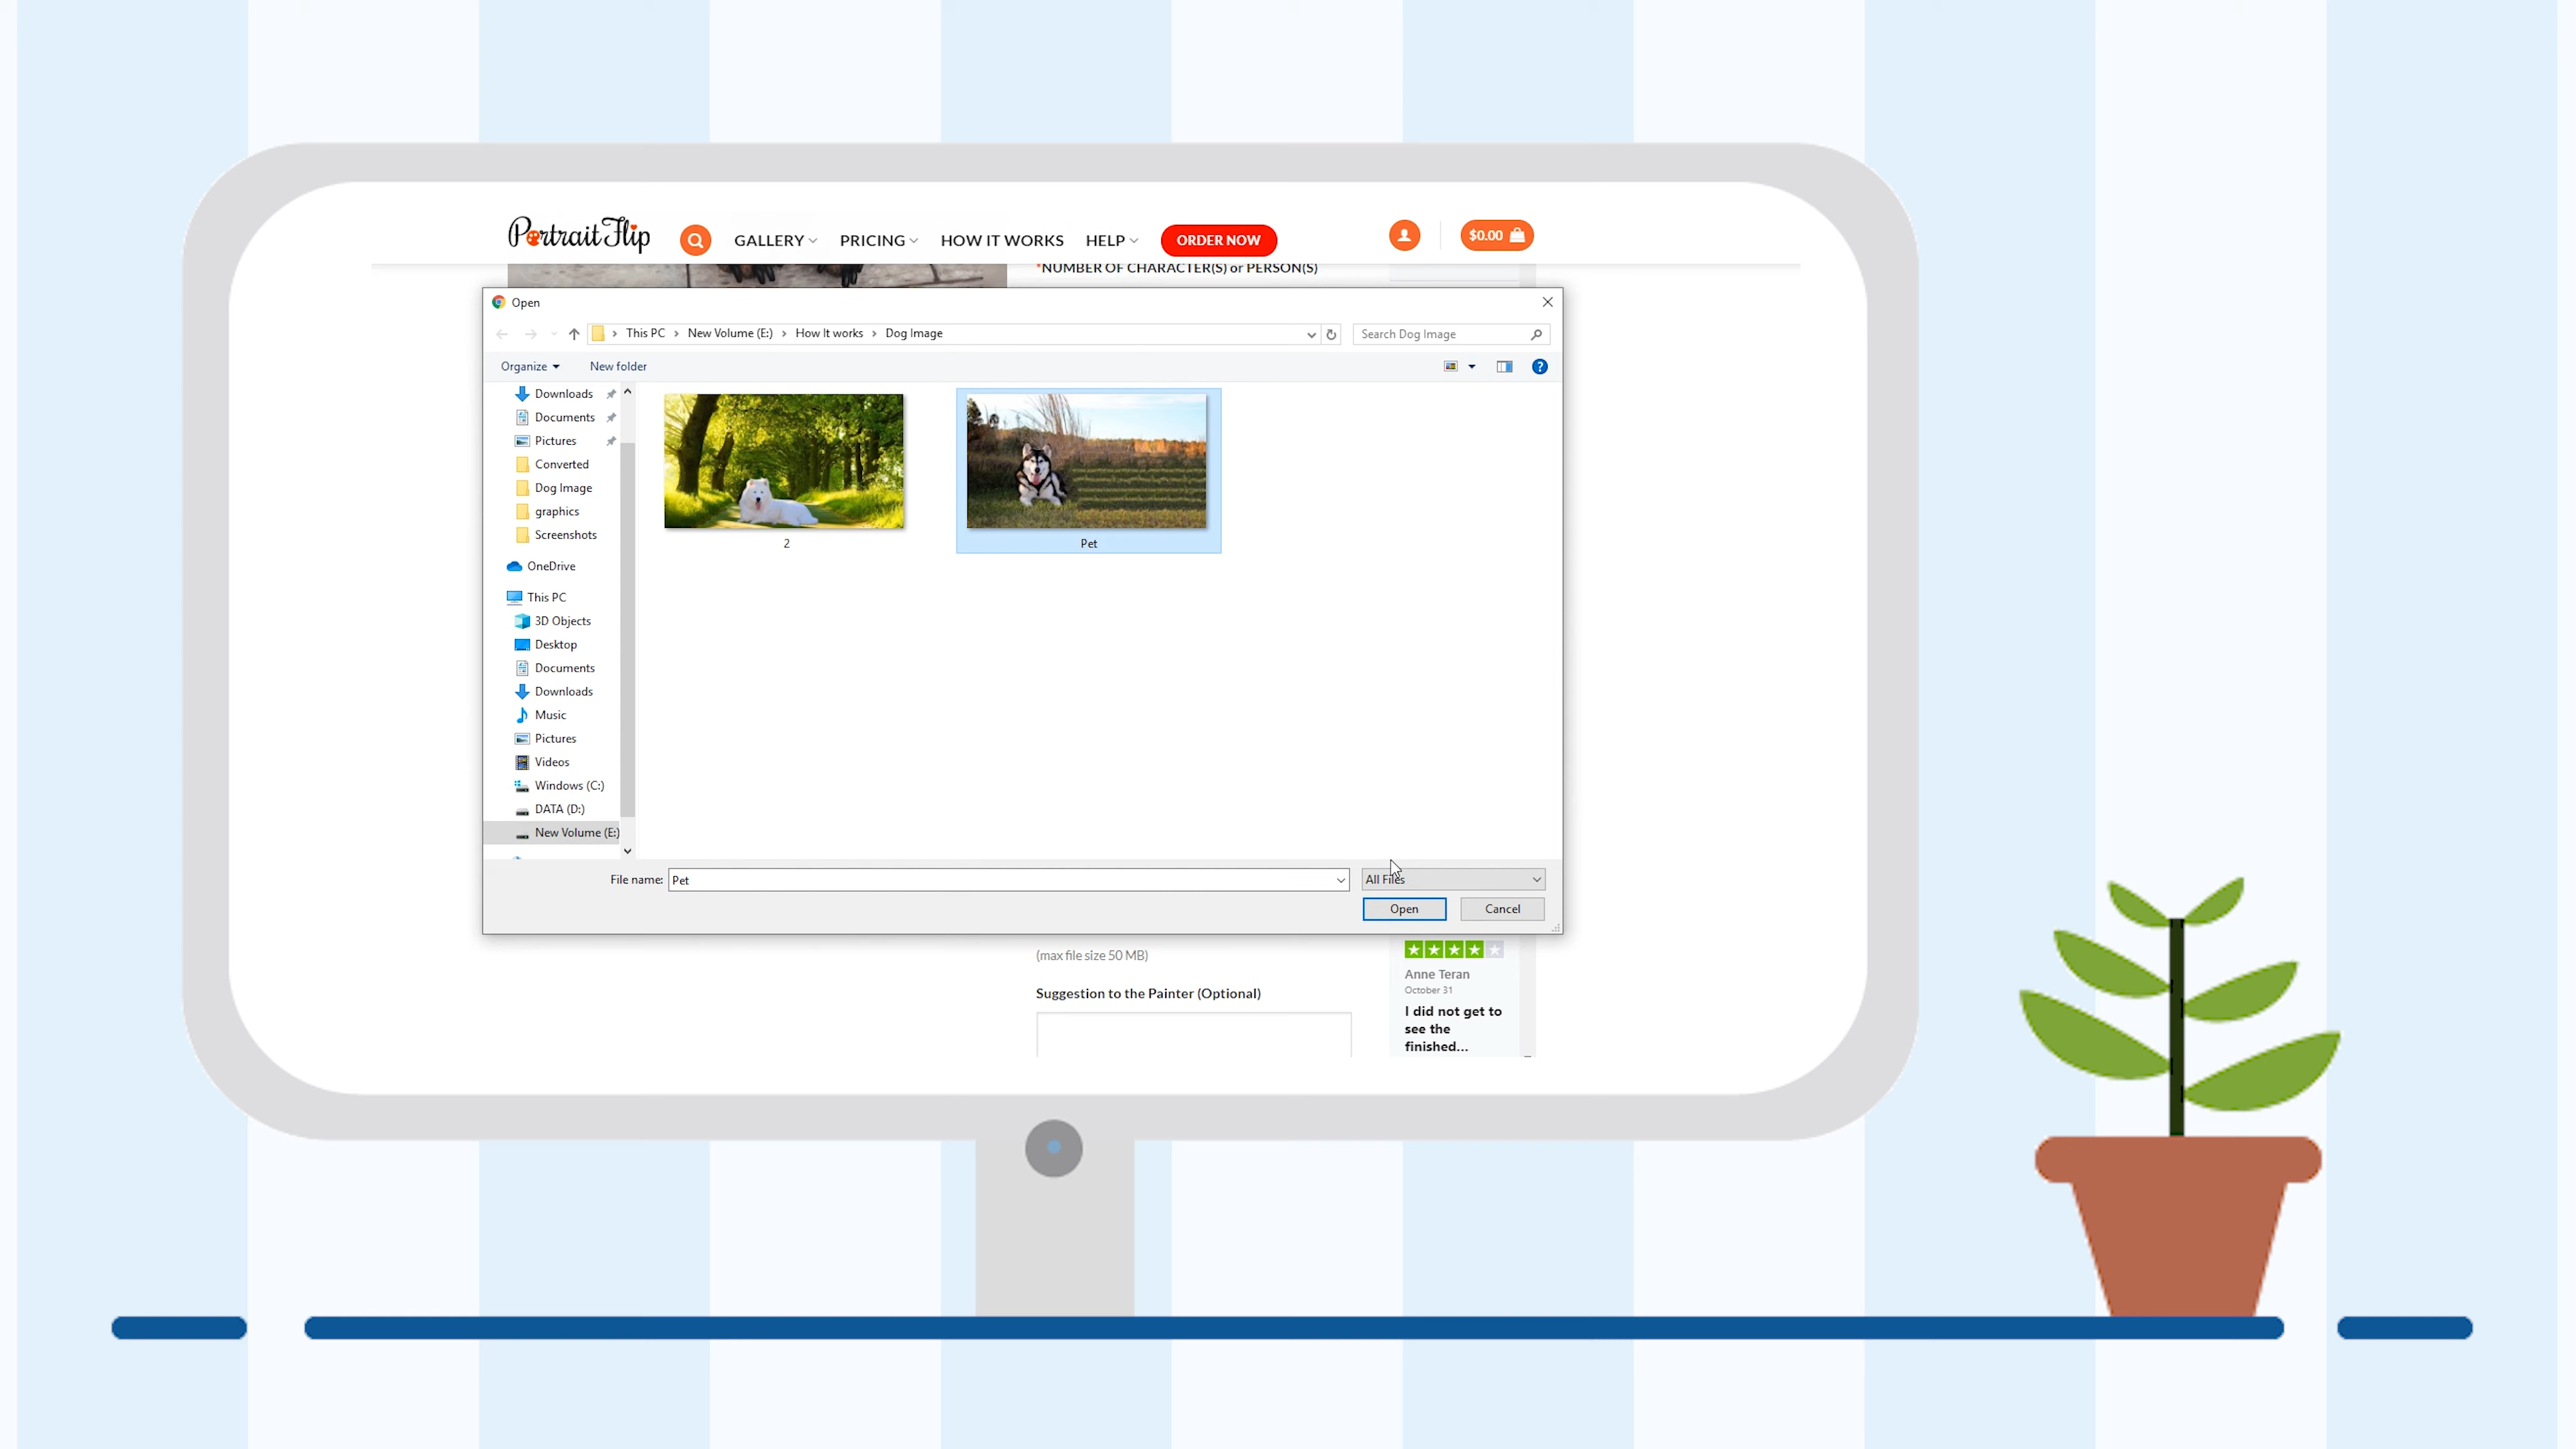 PortraitFlip GALLERY PRICING HOW IT WORKS HELP ORDER NOW $0.00
*NUMBER OF CHARACTER(S) or PERSON(S)
Open
This PC New Volume (E:) How It works Dog Image Search Dog Image
Organize New folder
Downloads
Documents
Pictures
Converted
Dog Image
graphics
Screenshots
OneDrive
This PC
3D Objects
Desktop
Documents
Downloads
Music
Pictures
Videos
Windows (C:)
DATA (D:)
New Volume (E:)
2 Pet
File name: Pet All Files
Open Cancel
(max file size 50 MB)
Suggestion to the Painter (Optional)
Anne Teran
October 31
I did not get to
see the
finished...